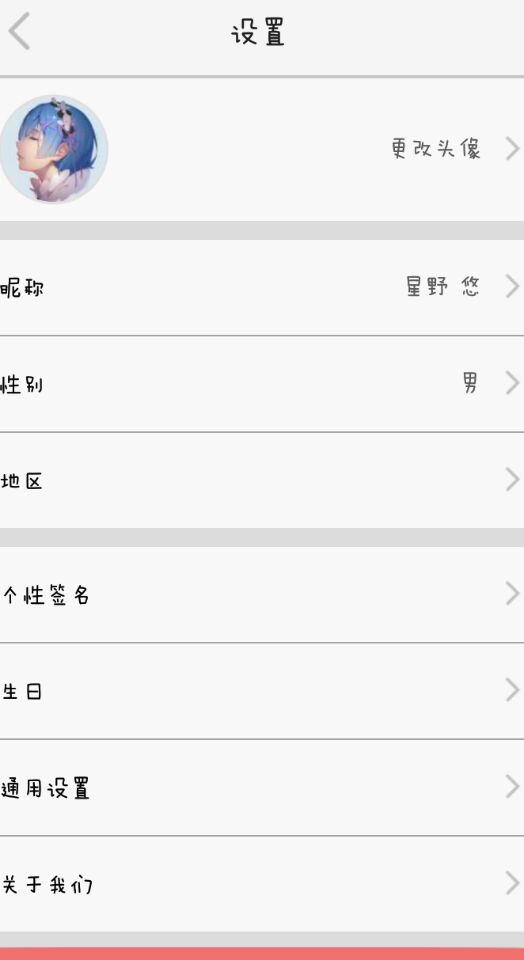 设置
更改头像
昵称 星野 悠
性别 男
地区
个性签名
生日
通用设置
关于我们